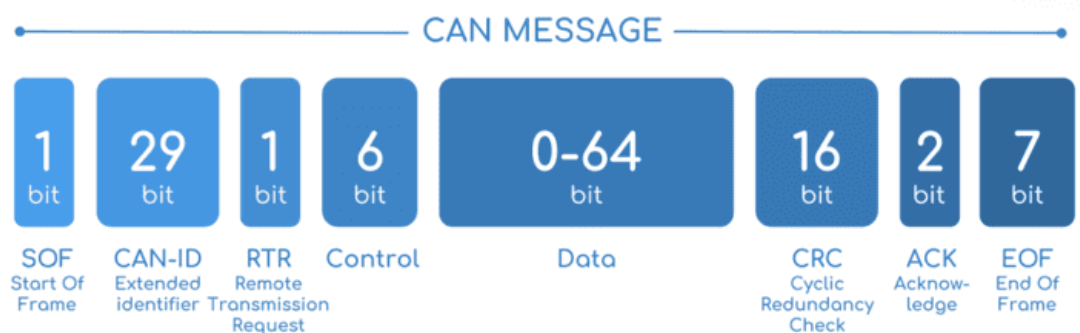 CAN MESSAGE
1 29 1 6 0-64 16 2 7
bit bit bit bit bit bit bit bit
SOF CAN-ID RTR Control Data CRC ACK EOF
Start Of Extended Remote Cyclic Acknow- End Of
Frame identifier Transmission Redundancy ledge Frame
Request Check